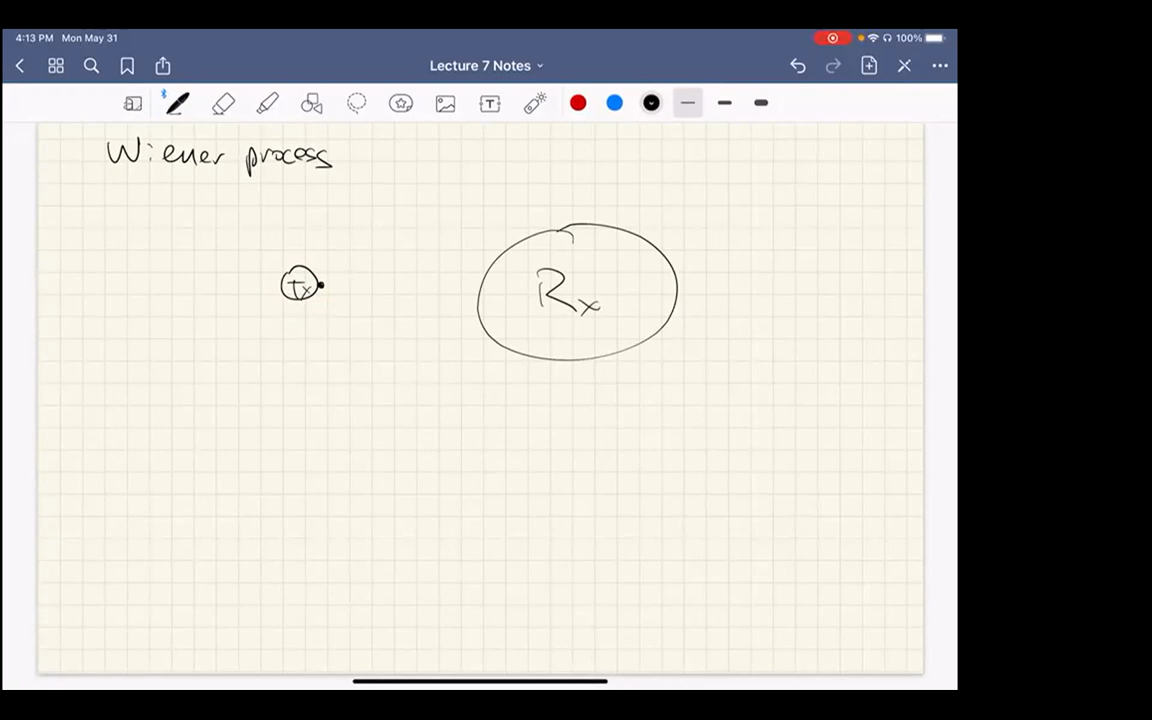 4:13 PM Mon May 31
100%
Lecture 7 Notes
T
Wiener process
Tx
Rx